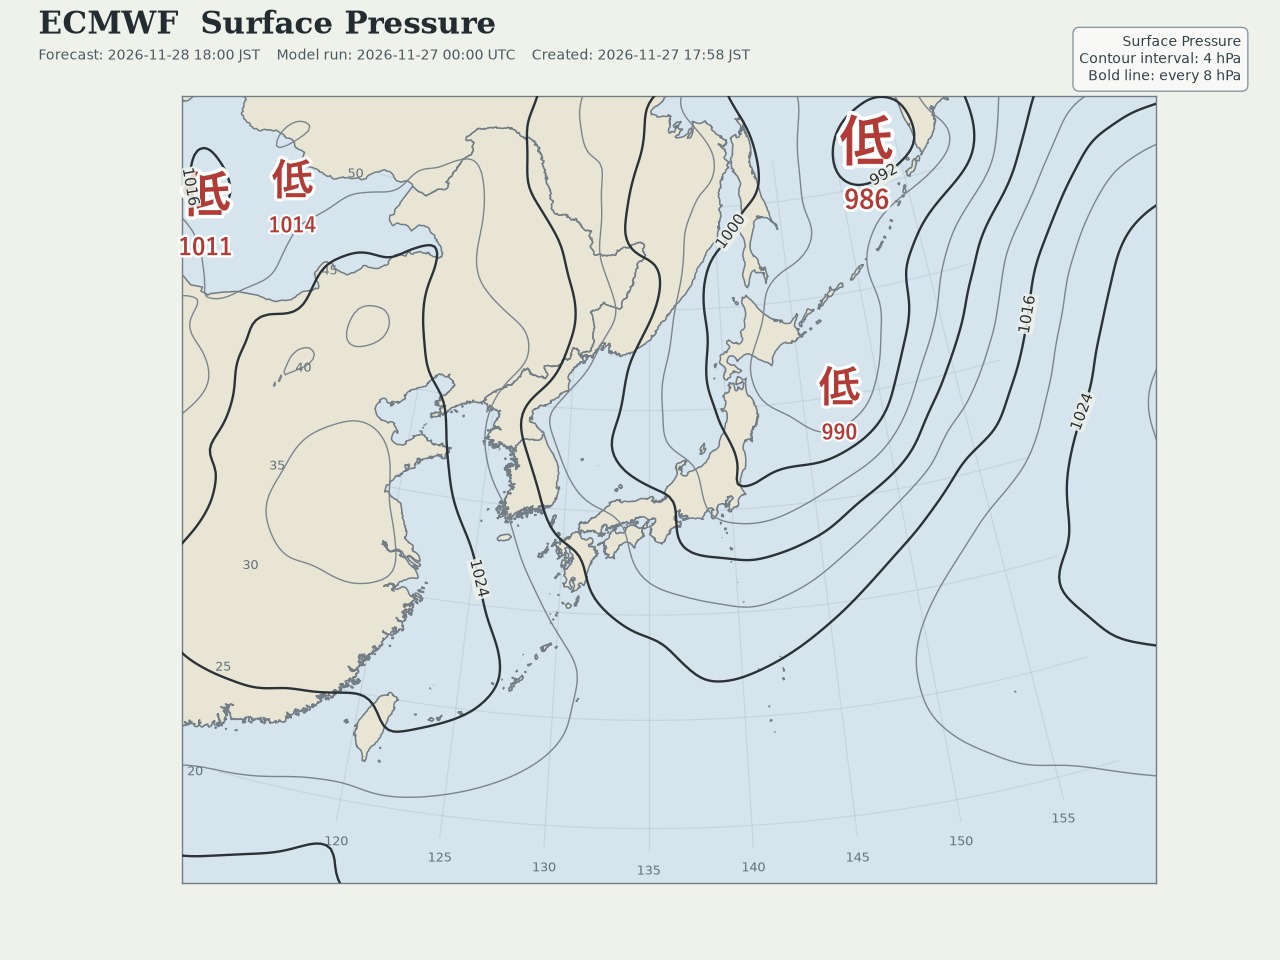 ECMWF  Surface Pressure
Forecast: 2026-11-28 18:00 JST    Model run: 2026-11-27 00:00 UTC    Created: 2026-11-27 17:58 JST
Surface Pressure
Contour interval: 4 hPa
Bold line: every 8 hPa
低
986
992
低
1014
50
1016
低
1011
1000
45
1016
40
低
990
1024
35
30
1024
25
20
120
125
130
135
140
145
150
155